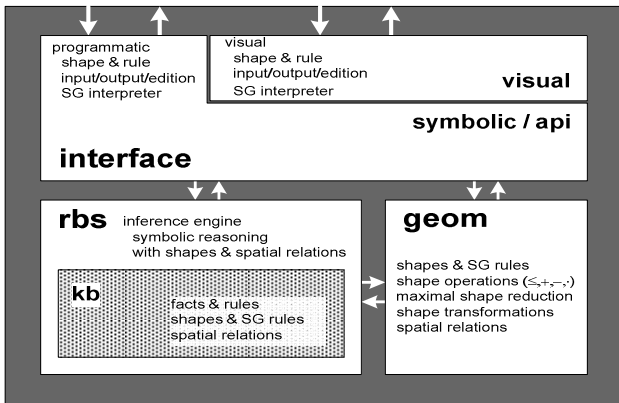 programmatic
shape & rule
input/output/edition
SG interpreter
visual
shape & rule
input/output/edition
SG interpreter
visual
symbolic / api
interface
rbs
inference engine
symbolic reasoning
with shapes & spatial relations
kb
facts & rules
shapes & SG rules
spatial relations
geom
shapes & SG rules
shape operations (≤,+,−,·)
maximal shape reduction
shape transformations
spatial relations